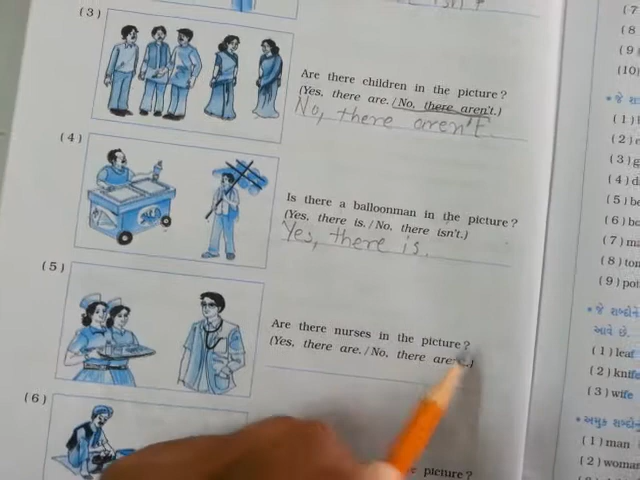 (3)
Are there children in the picture?
(Yes, there are./No, there aren't.)
No, there aren't.
(4)
Is there a balloonman in the picture?
(Yes, there is./No, there isn't.)
Yes, there is.
(5)
Are there nurses in the picture?
(Yes, there are./No, there
(6)
picture?
(7
(8
(9
(10)
(1)
(2)
(3)
(4)
(5)
(6)
(7)
(8)
(9)
આવે છે.
(1) leaf
(2) knife
(3) wife
(1) man
(2) woman